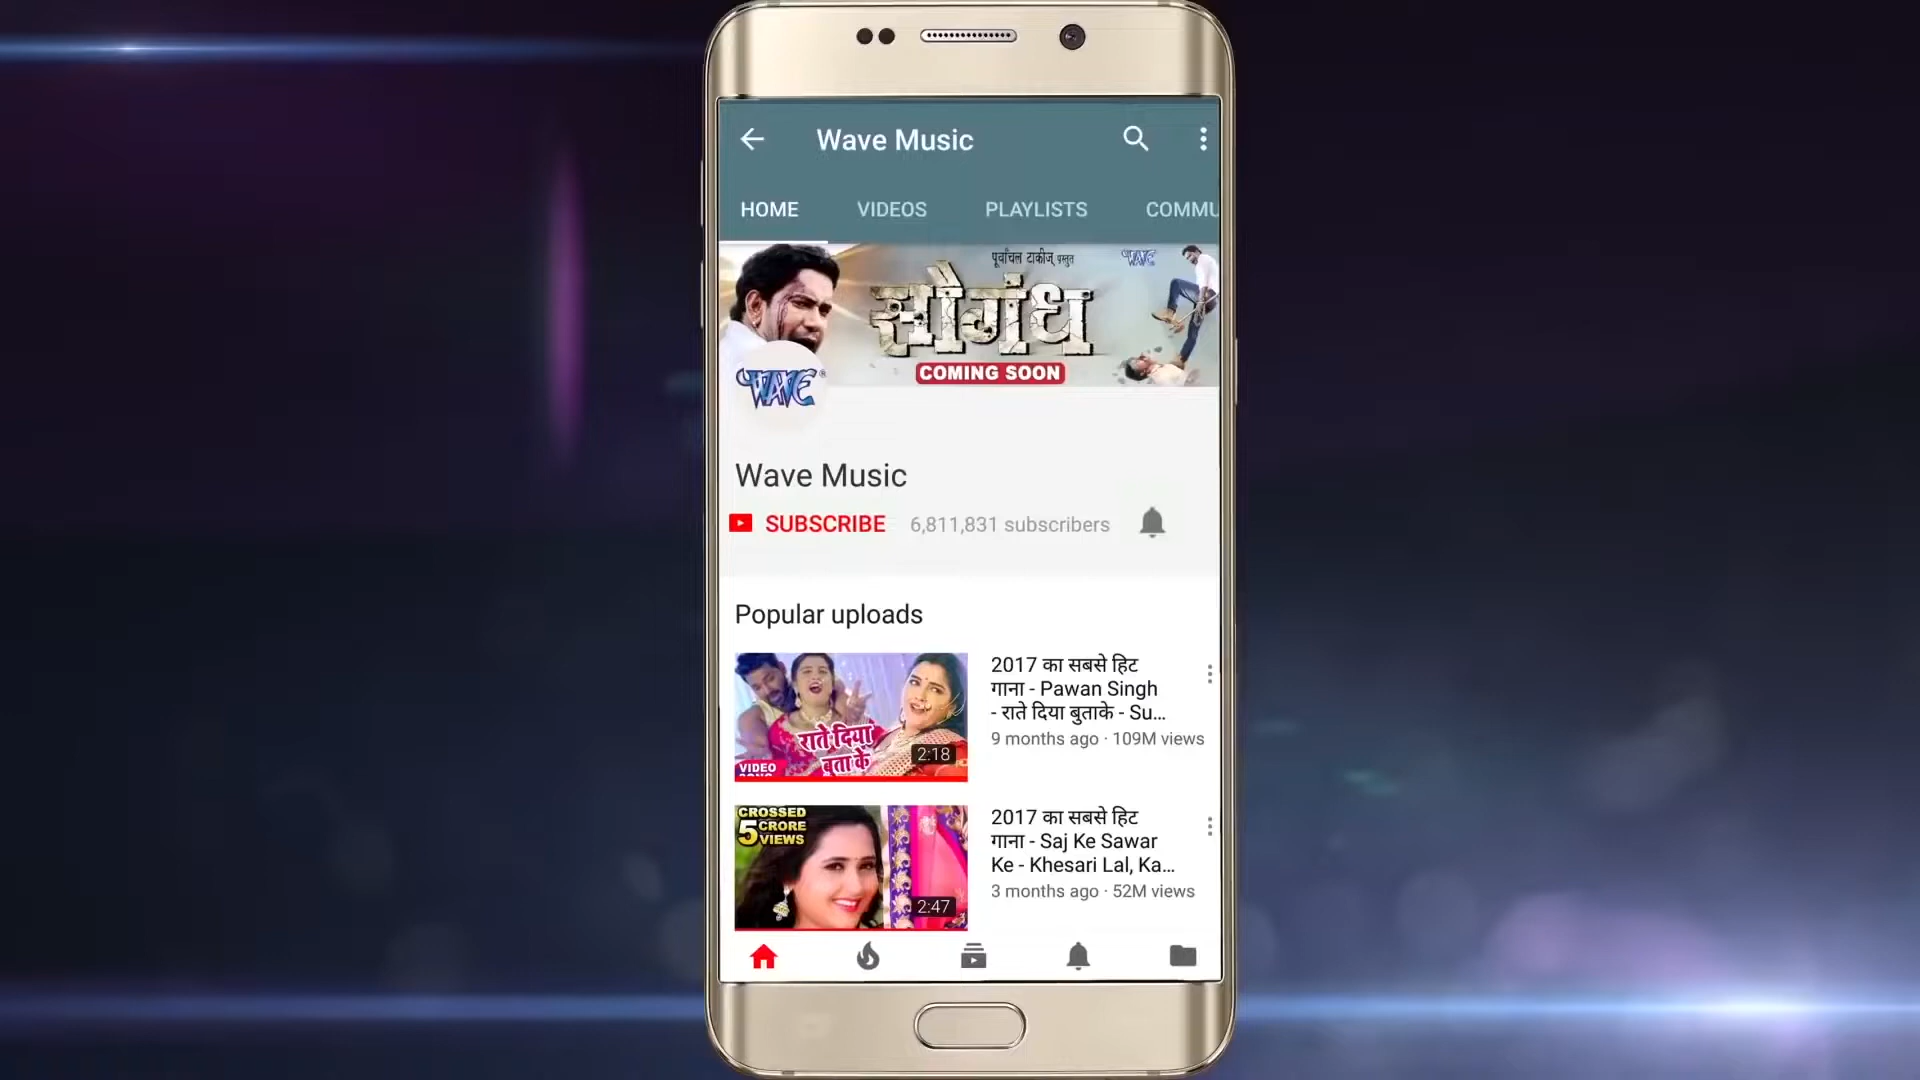 Wave Music
HOME VIDEOS PLAYLISTS COMMU
पूर्वांचल टाकीज् प्रस्तुत
WAVE
सौगंध
COMING SOON
WAVE
Wave Music
SUBSCRIBE 6,811,831 subscribers
Popular uploads
राते दिया
बुता के
VIDEO
2:18
2017 का सबसे हिट
गाना - Pawan Singh
- राते दिया बुताके - Su...
9 months ago · 109M views
CROSSED
5 CRORE
VIEWS
2:47
2017 का सबसे हिट
गाना - Saj Ke Sawar
Ke - Khesari Lal, Ka...
3 months ago · 52M views